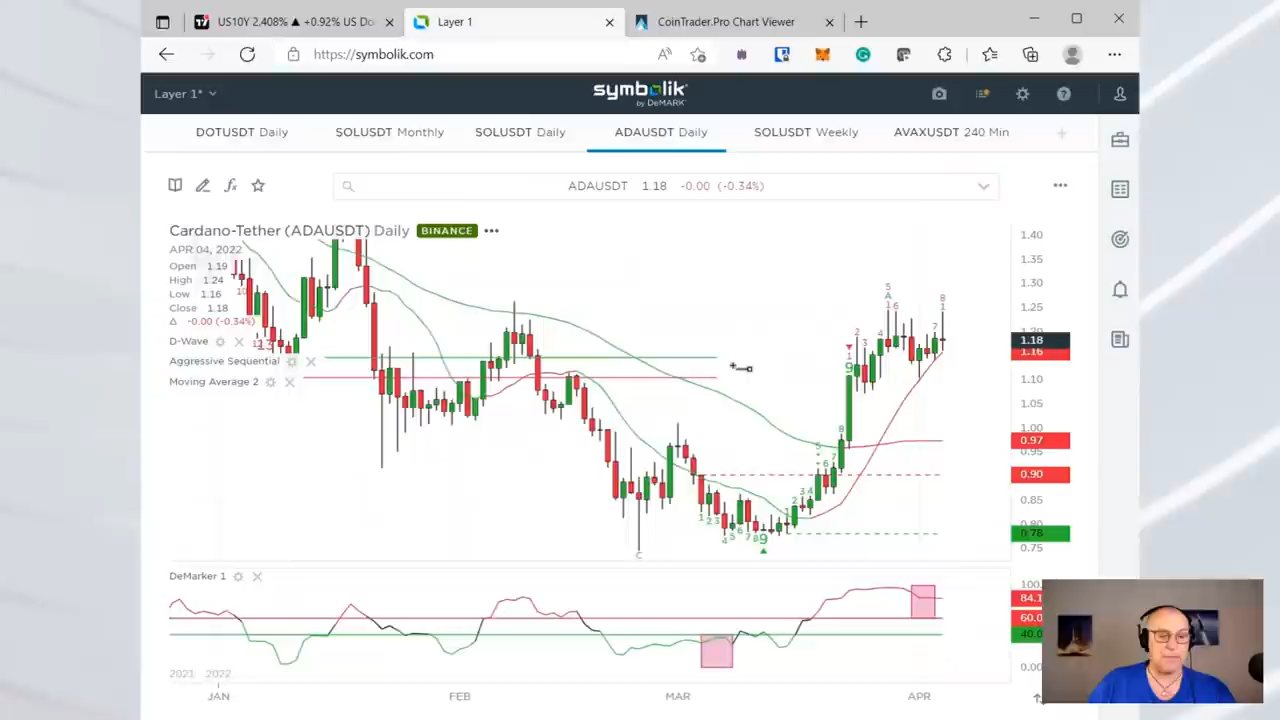 US10Y 2.408% ▲ +0.92% US Do
Layer 1
CoinTrader.Pro Chart Viewer
https://symbolik.com
Layer 1*
symbolik
by DeMARK
DOTUSDT Daily
SOLUSDT Monthly
SOLUSDT Daily
ADAUSDT Daily
SOLUSDT Weekly
AVAXUSDT 240 Min
ADAUSDT 1.18 -0.00 (-0.34%)
Cardano-Tether (ADAUSDT) Daily BINANCE
APR 04, 2022
Open 1.19
High 1.24
Low 1.16
Close 1.18
Δ -0.00 (-0.34%)
D-Wave
Aggressive Sequential
Moving Average 2
1.40
1.35
1.30
1.25
1.18
1.16
1.10
1.05
1.00
0.97
0.95
0.90
0.85
0.80
0.78
0.75
DeMarker 1
100.
84.1
60.0
40.0
0.00
2021 2022
JAN FEB MAR APR